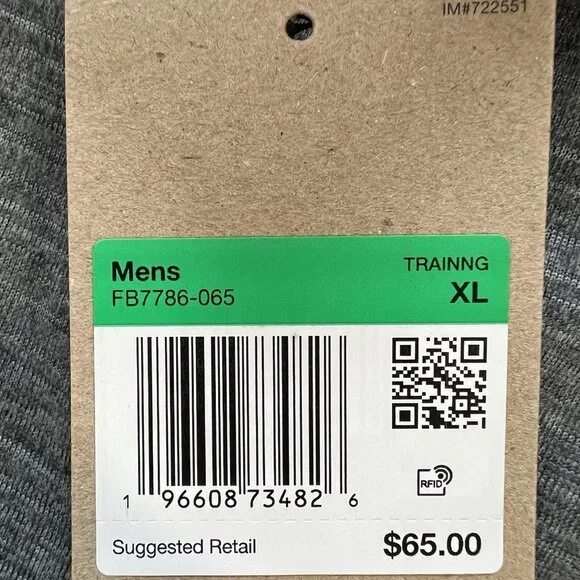 IM#722551
Mens TRAINNG
FB7786-065 XL
RFID
1 96608 73482 6
Suggested Retail $65.00